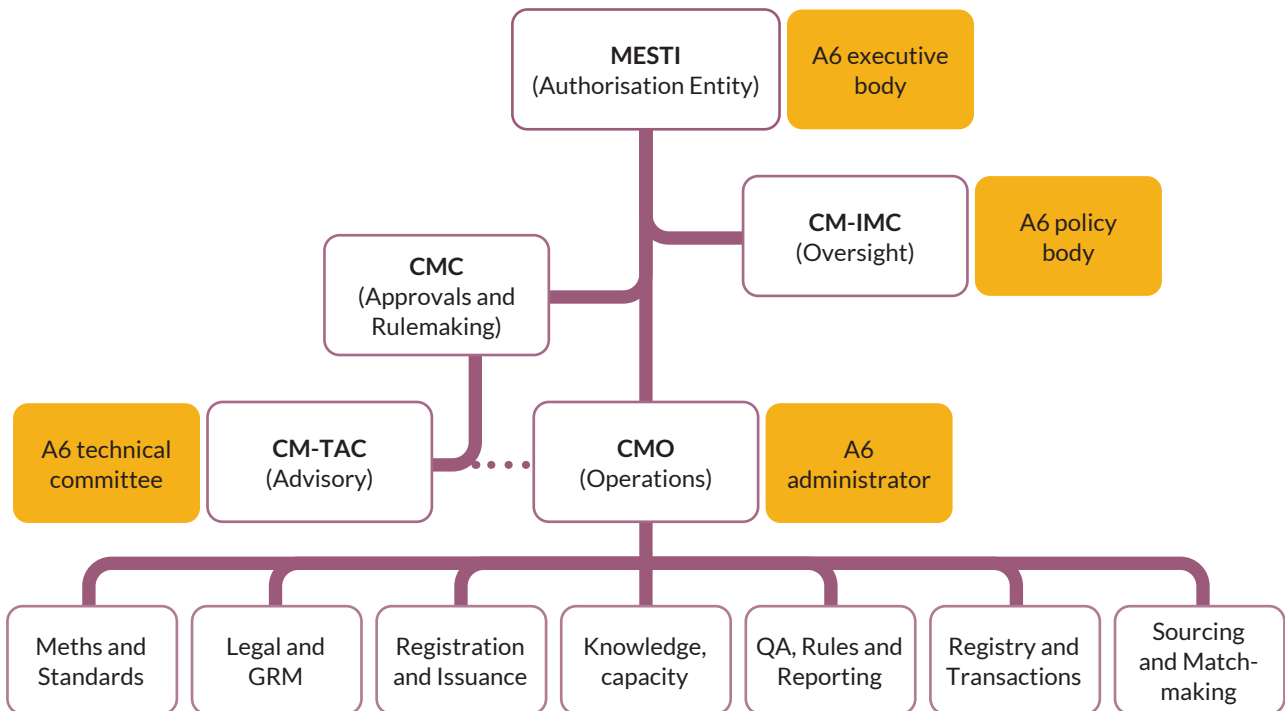 MESTI
(Authorisation Entity)
A6 executive
body
CM-IMC
(Oversight)
A6 policy
body
CMC
(Approvals and
Rulemaking)
A6 technical
committee
CM-TAC
(Advisory)
CMO
(Operations)
A6
administrator
Meths and
Standards
Legal and
GRM
Registration
and Issuance
Knowledge,
capacity
QA, Rules and
Reporting
Registry and
Transactions
Sourcing
and Match-
making